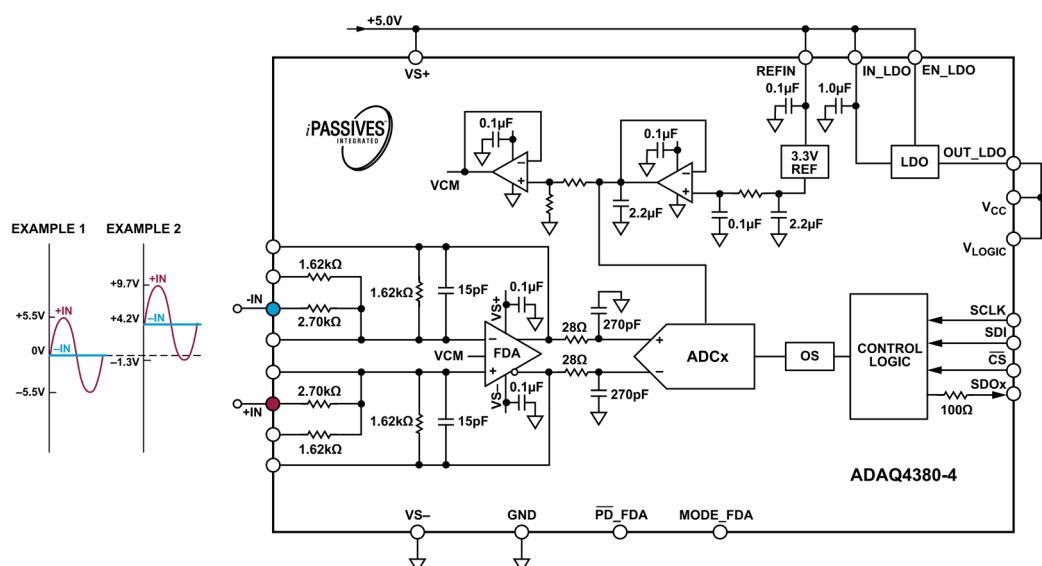 +5.0V
VS+
REFIN
IN_LDO
EN_LDO
0.1µF
1.0µF
iPASSIVES™
INTEGRATED
0.1µF
0.1µF
3.3V
REF
LDO
OUT_LDO
VCM
2.2µF
0.1µF
2.2µF
VCC
VLOGIC
EXAMPLE 1
EXAMPLE 2
+9.7V
+IN
+5.5V
+IN
+4.2V
–IN
0V
–IN
–1.3V
–5.5V
1.62kΩ
-IN
2.70kΩ
1.62kΩ
15pF
VS+
0.1µF
270pF
28Ω
VCM
FDA
28Ω
ADCx
OS
CONTROL
LOGIC
SCLK
SDI
CS
SDOx
100Ω
2.70kΩ
+IN
1.62kΩ
1.62kΩ
15pF
VS–
0.1µF
270pF
ADAQ4380-4
VS–
GND
PD_FDA
MODE_FDA